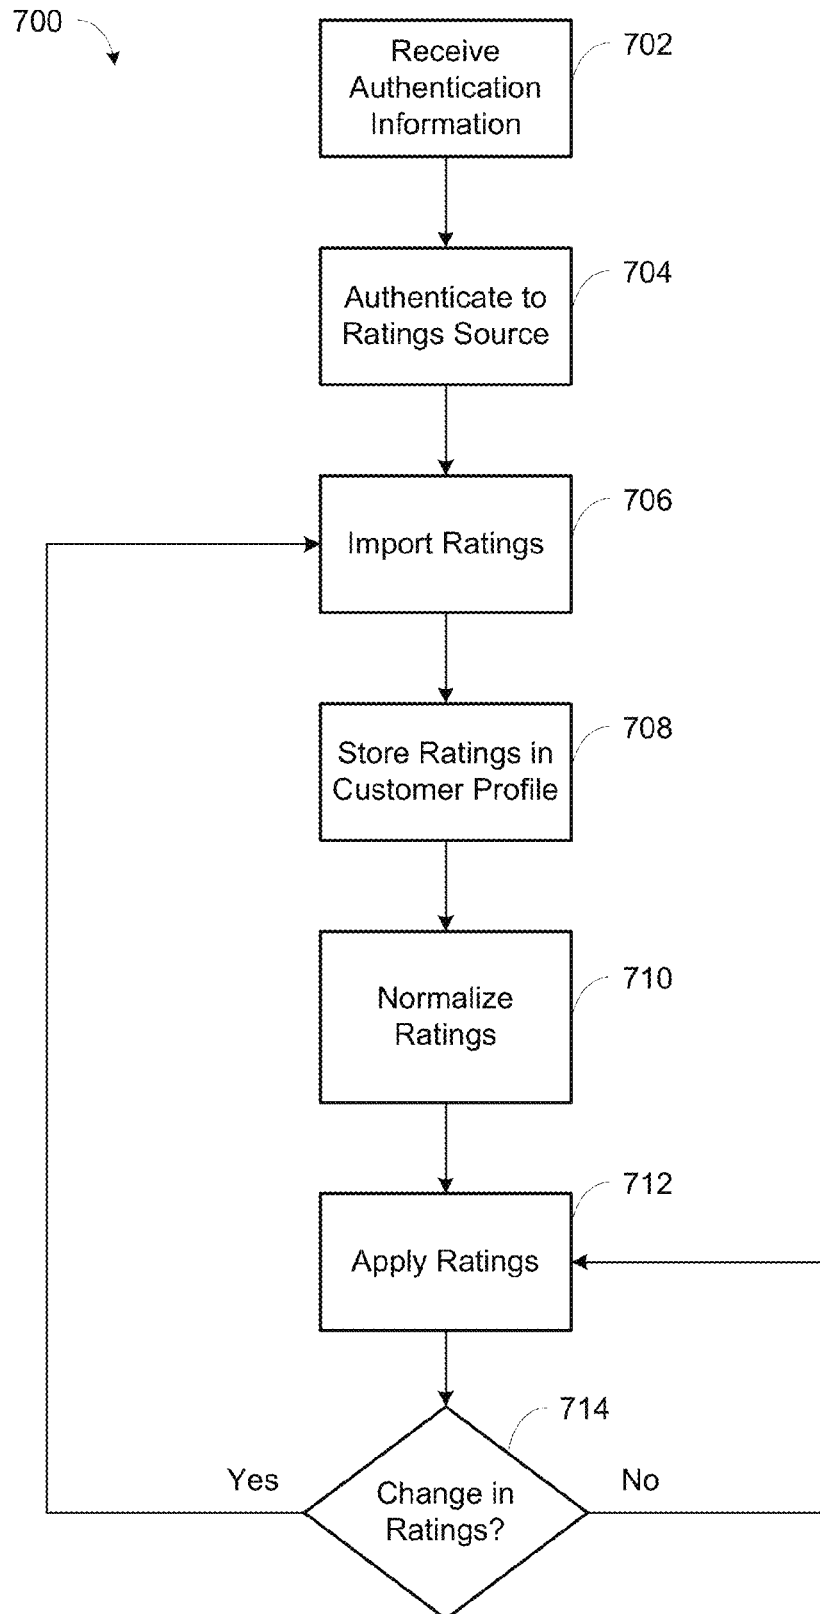 700
Receive
Authentication
Information
702
Authenticate to
Ratings Source
704
Import Ratings
706
Store Ratings in
Customer Profile
708
Normalize
Ratings
710
Apply Ratings
712
714
Yes
Change in
Ratings?
No